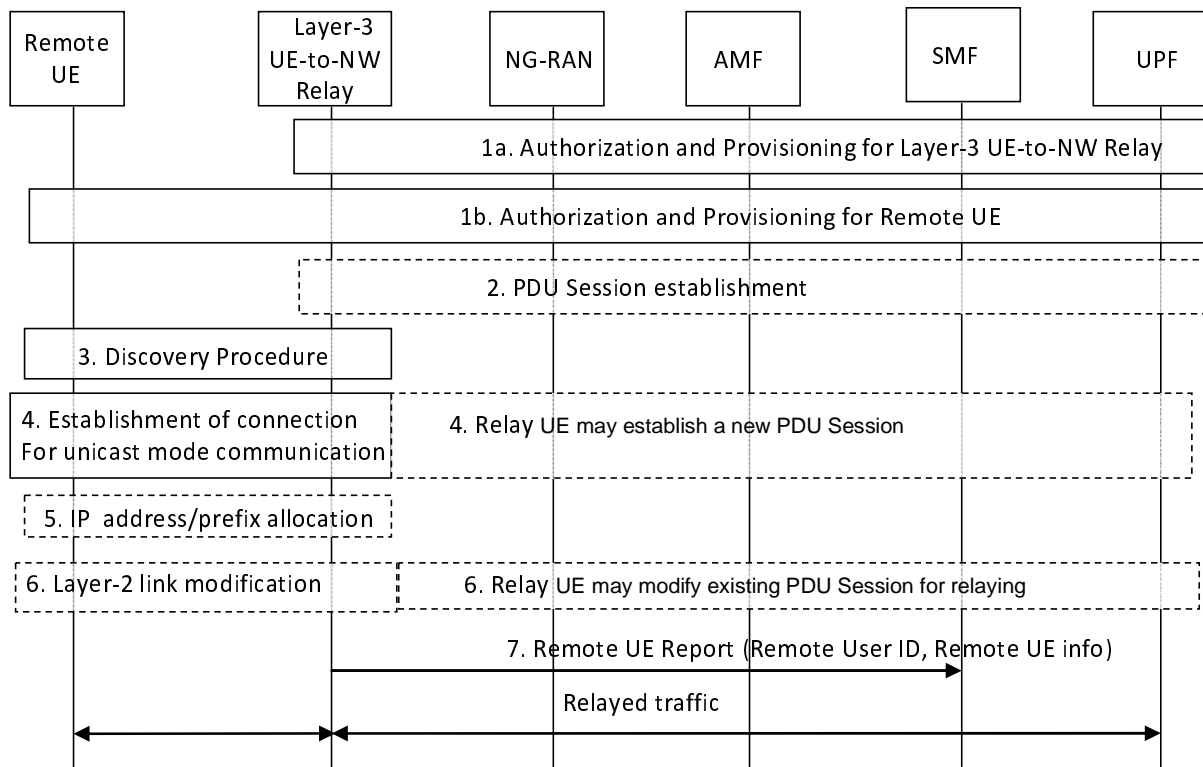 Remote
UE
Layer-3
UE-to-NW
Relay
NG-RAN
AMF
SMF
UPF
1a. Authorization and Provisioning for Layer-3 UE-to-NW Relay
1b. Authorization and Provisioning for Remote UE
2. PDU Session establishment
3. Discovery Procedure
4. Establishment of connection
For unicast mode communication
4. Relay UE may establish a new PDU Session
5. IP address/prefix allocation
6. Layer-2 link modification
6. Relay UE may modify existing PDU Session for relaying
7. Remote UE Report (Remote User ID, Remote UE info)
Relayed traffic